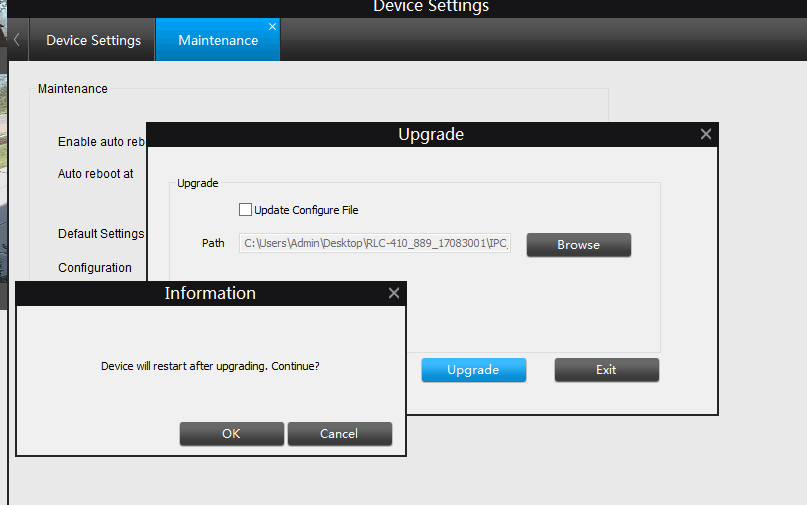 Device Settings
Device Settings
Maintenance
Maintenance
Enable auto reb
Auto reboot at
Default Settings
Configuration
Upgrade
Upgrade
Update Configure File
Path
C:\Users\Admin\Desktop\RLC-410_889_17083001\IPC_
Browse
Upgrade
Exit
Information
Device will restart after upgrading. Continue?
OK
Cancel